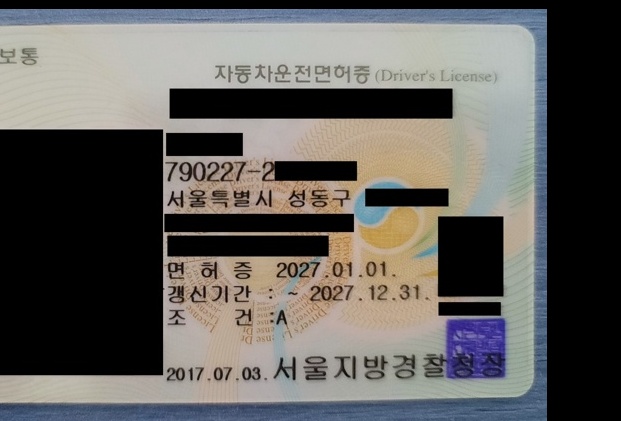 보통
자동차운전면허증 (Driver's License)
790227-2
서울특별시 성동구
면 허 증 2027.01.01.
갱신기간 : ~ 2027.12.31.
조 건 :A
2017.07.03. 서울지방경찰청장